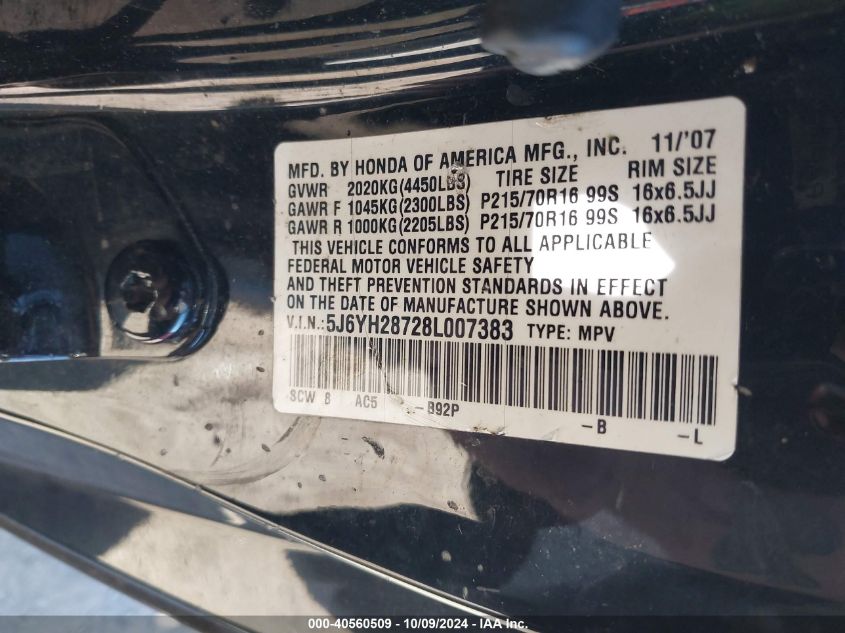 MFD. BY HONDA OF AMERICA MFG., INC. 11/'07
GVWR 2020KG(4450LBS) TIRE SIZE RIM SIZE
GAWR F 1045KG(2300LBS) P215/70R16 99S 16x6.5JJ
GAWR R 1000KG(2205LBS) P215/70R16 99S 16x6.5JJ
THIS VEHICLE CONFORMS TO ALL APPLICABLE
FEDERAL MOTOR VEHICLE SAFETY
AND THEFT PREVENTION STANDARDS IN EFFECT
ON THE DATE OF MANUFACTURE SHOWN ABOVE.
V.I.N.:5J6YH28728L007383 TYPE: MPV
SCW 8 AC5 -B92P -B -L
000-40560509 - 10/09/2024 - IAA Inc.